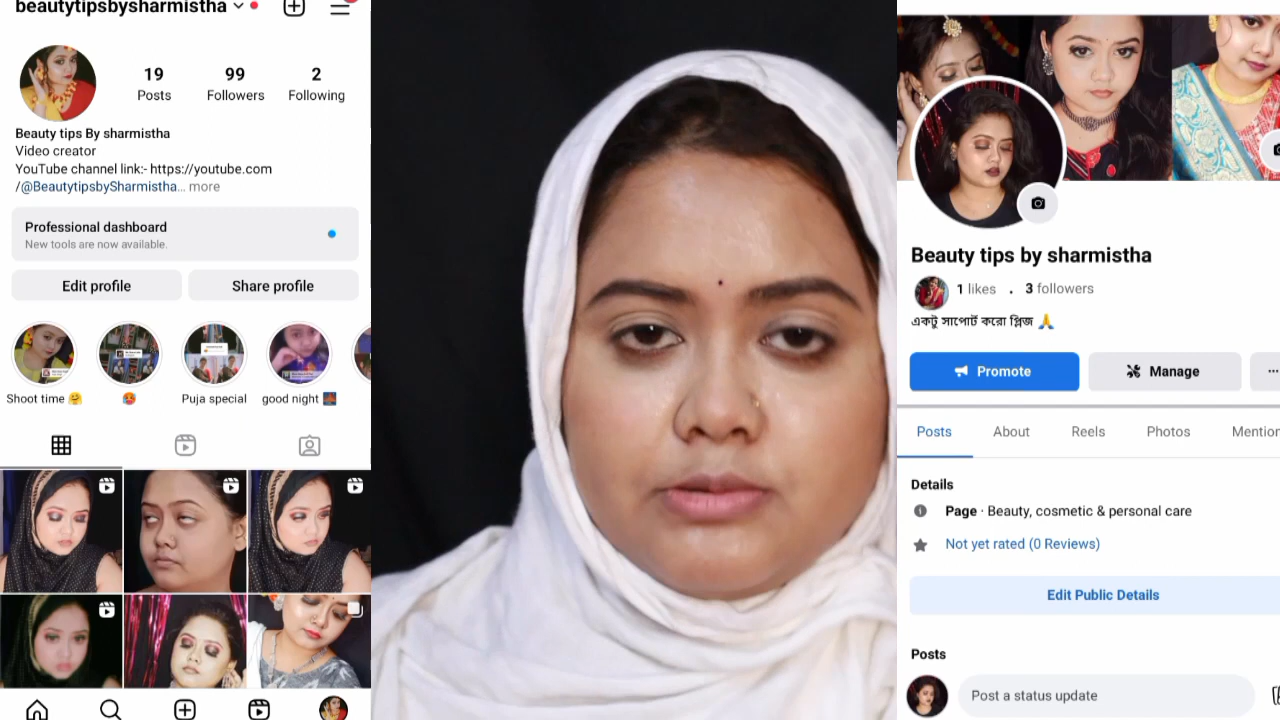 beautytipsbysharmistha
19
Posts
99
Followers
2
Following
Beauty tips By sharmistha
Video creator
YouTube channel link:- https://youtube.com
/@BeautytipsbySharmistha... more
Professional dashboard
New tools are now available.
Edit profile
Share profile
Shoot time 🤗
🥵
Puja special
good night 🌉
Beauty tips by sharmistha
1 likes . 3 followers
একটু সাপোর্ট করো প্লিজ 🙏
Promote
Manage
Posts
About
Reels
Photos
Mention
Details
Page · Beauty, cosmetic & personal care
Not yet rated (0 Reviews)
Edit Public Details
Posts
Post a status update